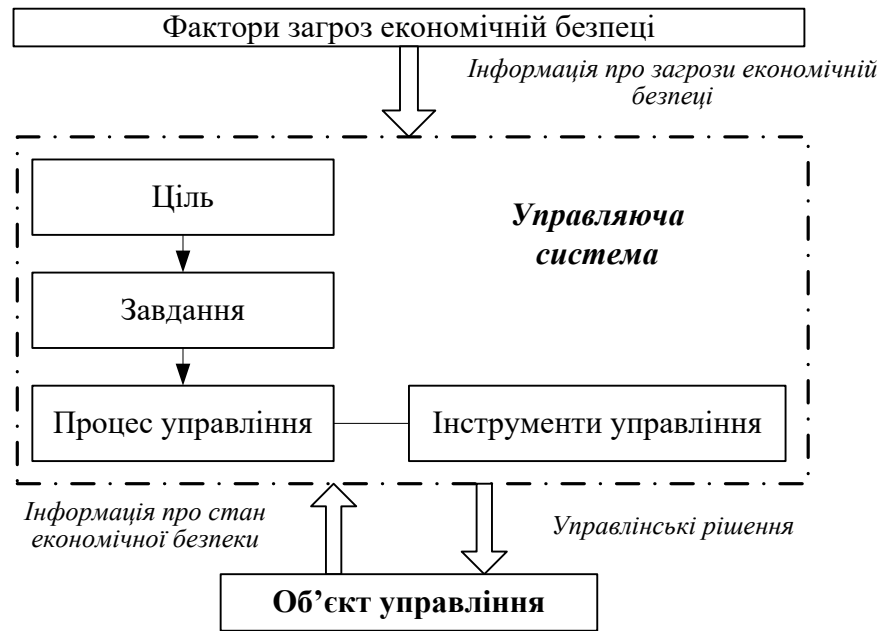 Фактори загроз економічній безпеці
Інформація про загрози економічній
безпеці
Ціль
Управляюча
система
Завдання
Процес управління
Інструменти управління
Інформація про стан
економічної безпеки
Управлінські рішення
Об’єкт управління